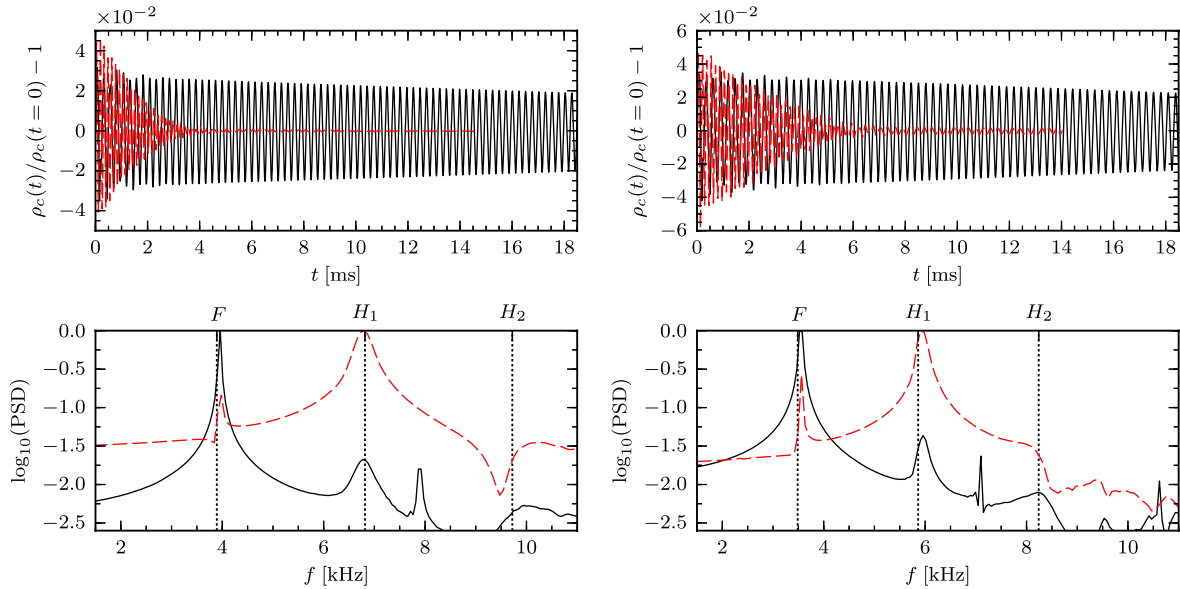 ×10⁻²
ρc(t)/ρc(t = 0) − 1
4
2
0
−2
−4
0 2 4 6 8 10 12 14 16 18
t [ms]
×10⁻²
ρc(t)/ρc(t = 0) − 1
6
4
2
0
−2
−4
−6
0 2 4 6 8 10 12 14 16 18
t [ms]
F H₁ H₂
log₁₀(PSD)
0.0
−0.5
−1.0
−1.5
−2.0
−2.5
2 4 6 8 10
f [kHz]
F H₁ H₂
log₁₀(PSD)
0.0
−0.5
−1.0
−1.5
−2.0
−2.5
2 4 6 8 10
f [kHz]